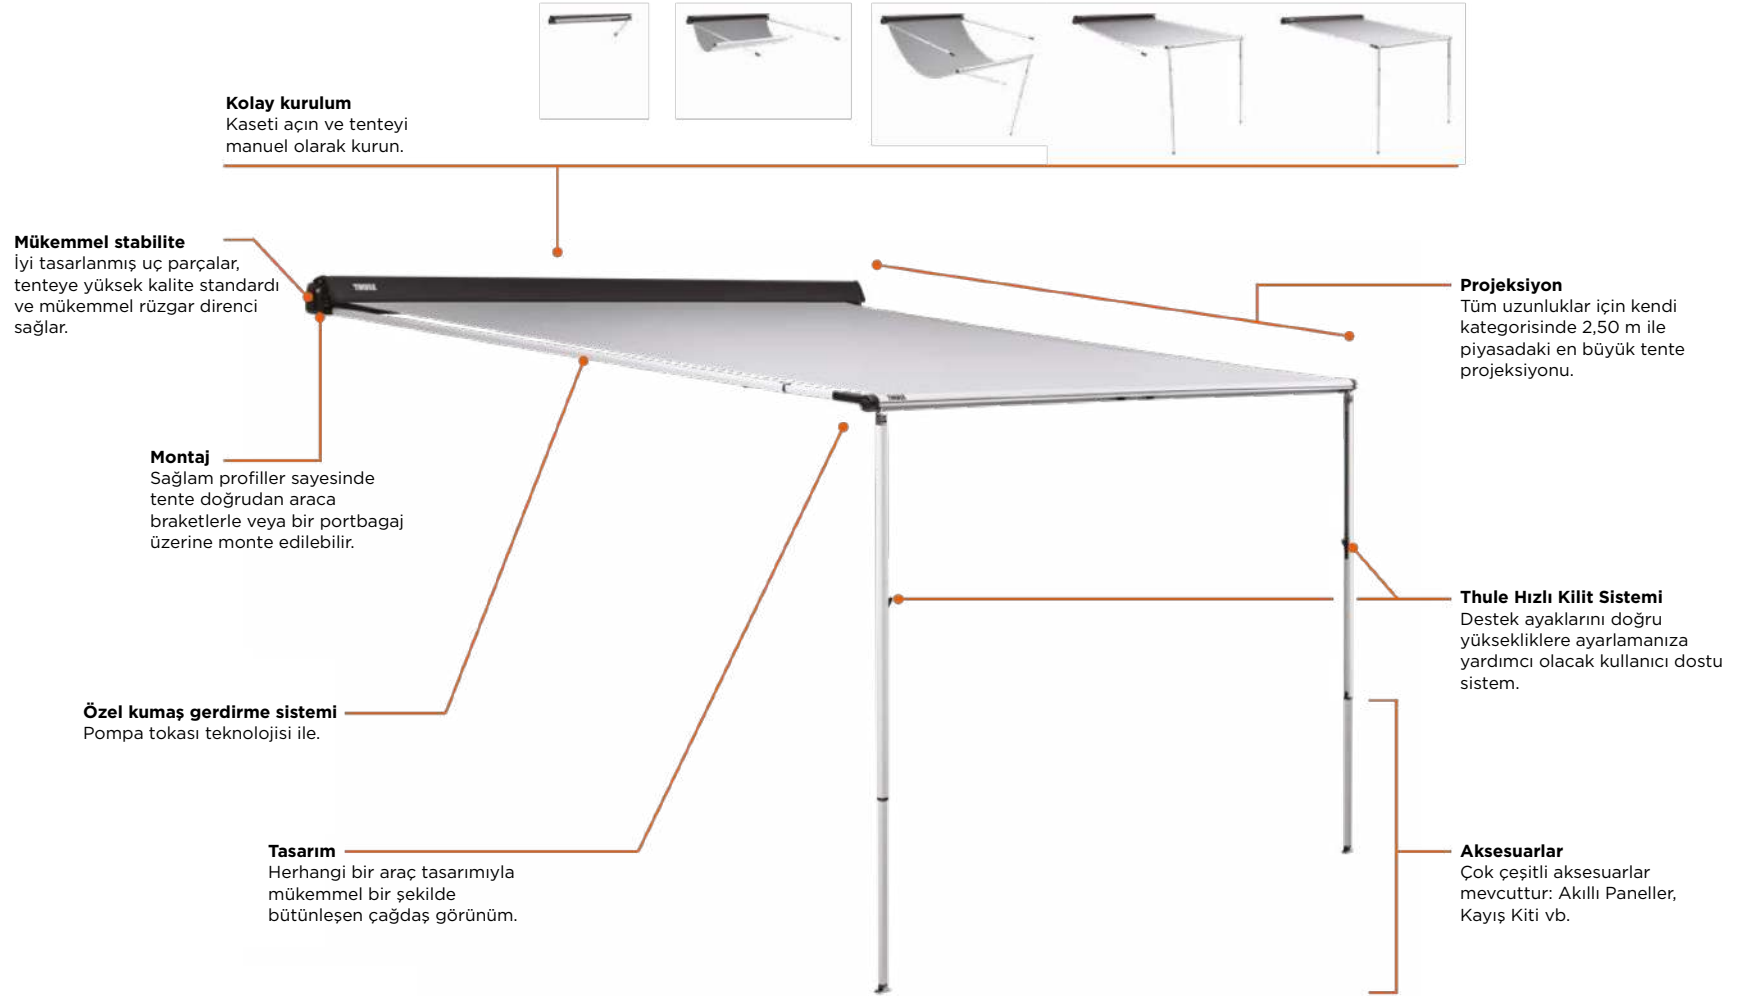 Kolay kurulum
Kaseti açın ve tenteyi
manuel olarak kurun.
Mükemmel stabilite
İyi tasarlanmış uç parçalar,
tenteye yüksek kalite standardı
ve mükemmel rüzgar direnci
sağlar.
THULE
Projeksiyon
Tüm uzunluklar için kendi
kategorisinde 2,50 m ile
piyasadaki en büyük tente
projeksiyonu.
THULE
Montaj
Sağlam profiller sayesinde
tente doğrudan araca
braketlerle veya bir portbagaj
üzerine monte edilebilir.
Thule Hızlı Kilit Sistemi
Destek ayaklarını doğru
yüksekliklere ayarlamanıza
yardımcı olacak kullanıcı dostu
sistem.
Özel kumaş gerdirme sistemi
Pompa tokası teknolojisi ile.
Tasarım
Herhangi bir araç tasarımıyla
mükemmel bir şekilde
bütünleşen çağdaş görünüm.
Aksesuarlar
Çok çeşitli aksesuarlar
mevcuttur: Akıllı Paneller,
Kayış Kiti vb.